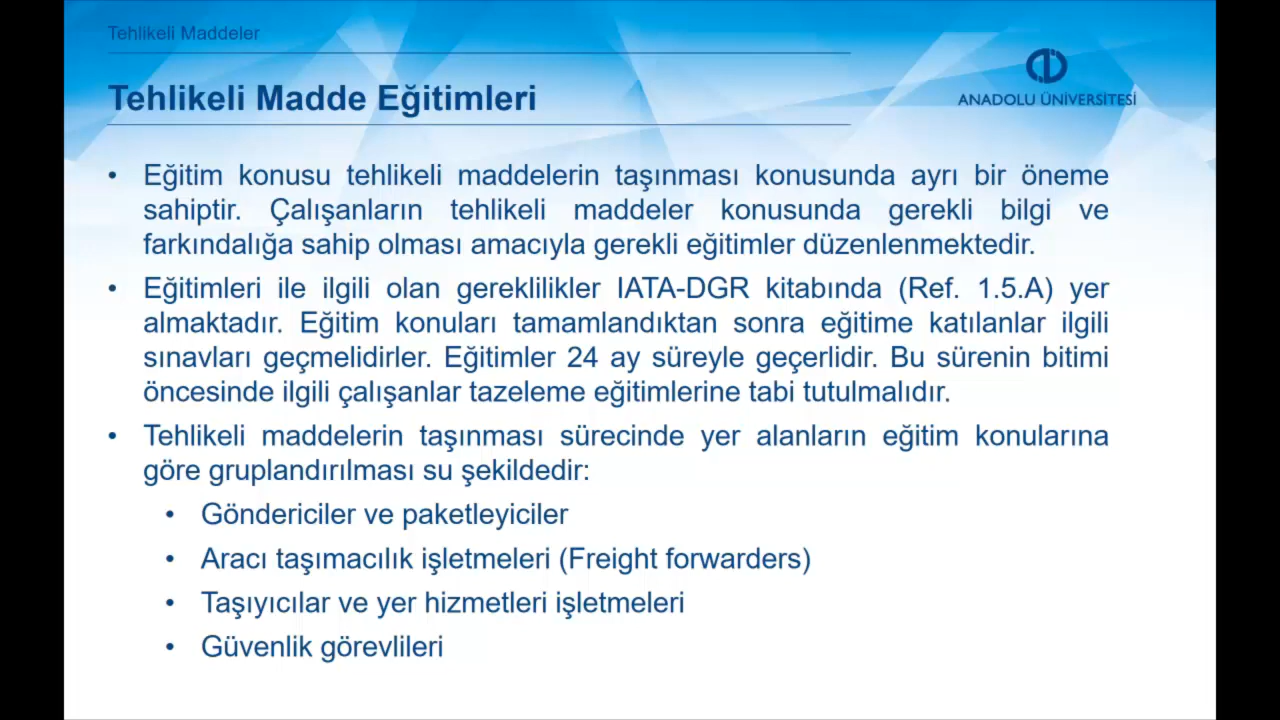 Tehlikeli Maddeler
Tehlikeli Madde Eğitimleri
ANADOLU ÜNİVERSİTESİ
• Eğitim konusu tehlikeli maddelerin taşınması konusunda ayrı bir öneme
sahiptir. Çalışanların tehlikeli maddeler konusunda gerekli bilgi ve
farkındalığa sahip olması amacıyla gerekli eğitimler düzenlenmektedir.
• Eğitimleri ile ilgili olan gereklilikler IATA-DGR kitabında (Ref. 1.5.A) yer
almaktadır. Eğitim konuları tamamlandıktan sonra eğitime katılanlar ilgili
sınavları geçmelidirler. Eğitimler 24 ay süreyle geçerlidir. Bu sürenin bitimi
öncesinde ilgili çalışanlar tazeleme eğitimlerine tabi tutulmalıdır.
• Tehlikeli maddelerin taşınması sürecinde yer alanların eğitim konularına
göre gruplandırılması su şekildedir:
• Göndericiler ve paketleyiciler
• Aracı taşımacılık işletmeleri (Freight forwarders)
• Taşıyıcılar ve yer hizmetleri işletmeleri
• Güvenlik görevlileri